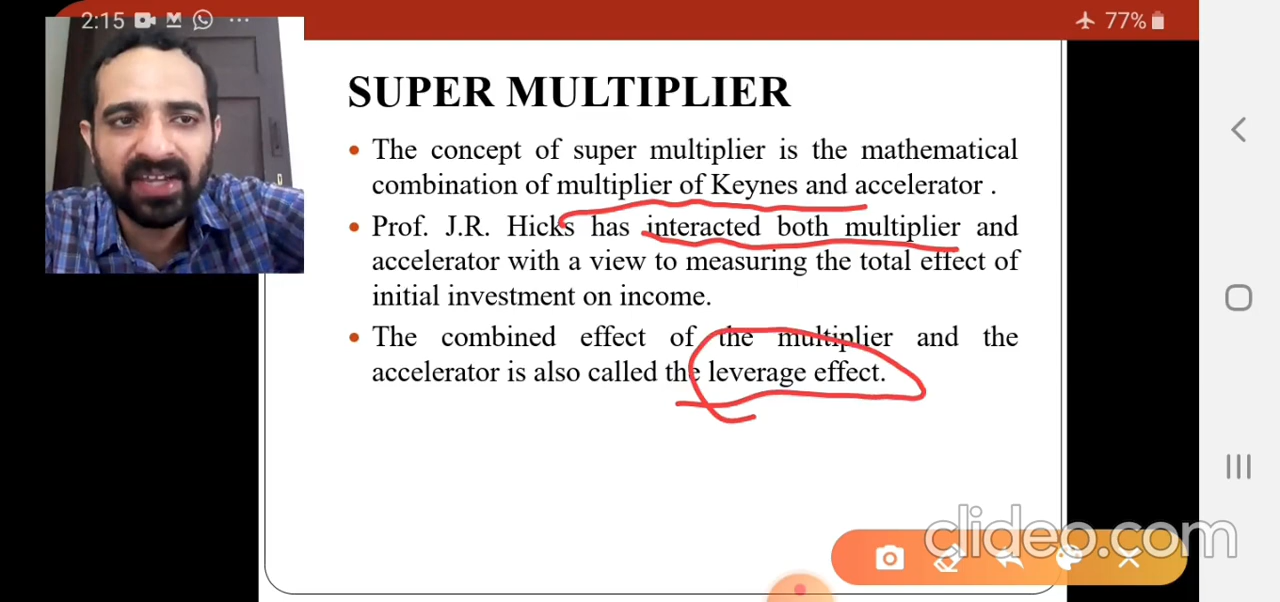 2:15
77%
SUPER MULTIPLIER
• The concept of super multiplier is the mathematical
combination of multiplier of Keynes and accelerator .
• Prof. J.R. Hicks has interacted both multiplier and
accelerator with a view to measuring the total effect of
initial investment on income.
• The combined effect of the multiplier and the
accelerator is also called the leverage effect.
clideo.com